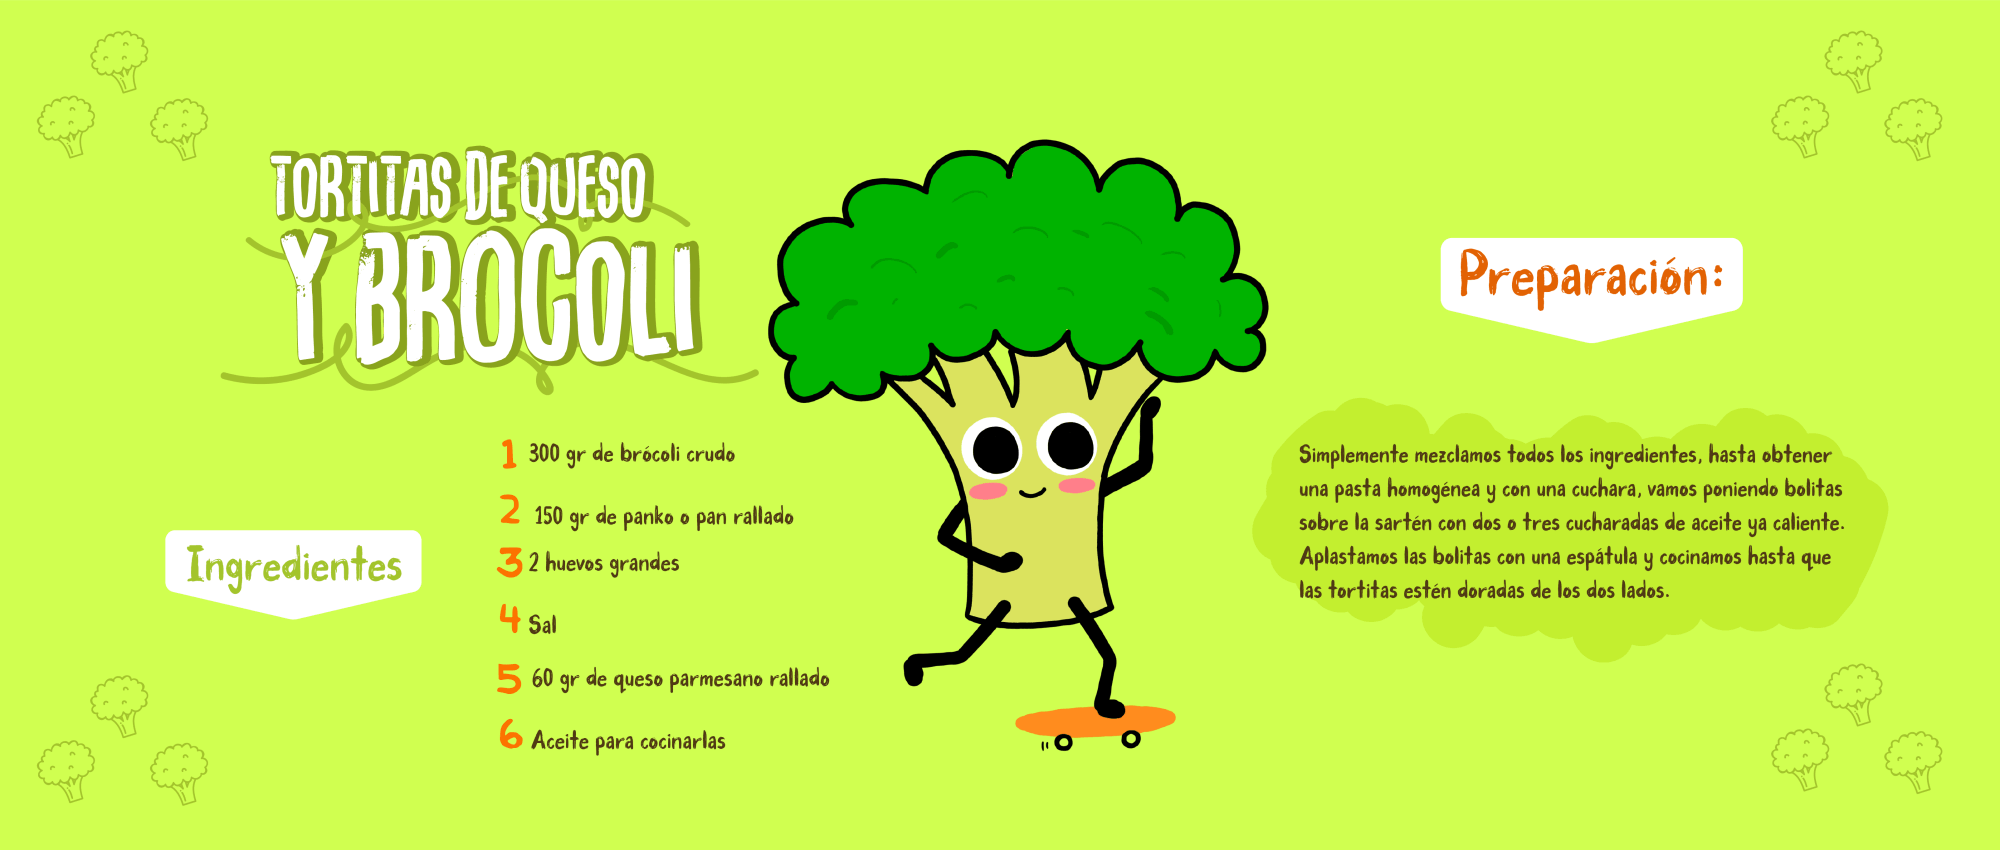 TORTITAS DE QUESO
Y BROCOLI
Ingredientes
1 300 gr de brócoli crudo
2 150 gr de panko o pan rallado
3 2 huevos grandes
4 Sal
5 60 gr de queso parmesano rallado
6 Aceite para cocinarlas
Preparación:
Simplemente mezclamos todos los ingredientes, hasta obtener
una pasta homogénea y con una cuchara, vamos poniendo bolitas
sobre la sartén con dos o tres cucharadas de aceite ya caliente.
Aplastamos las bolitas con una espátula y cocinamos hasta que
las tortitas estén doradas de los dos lados.